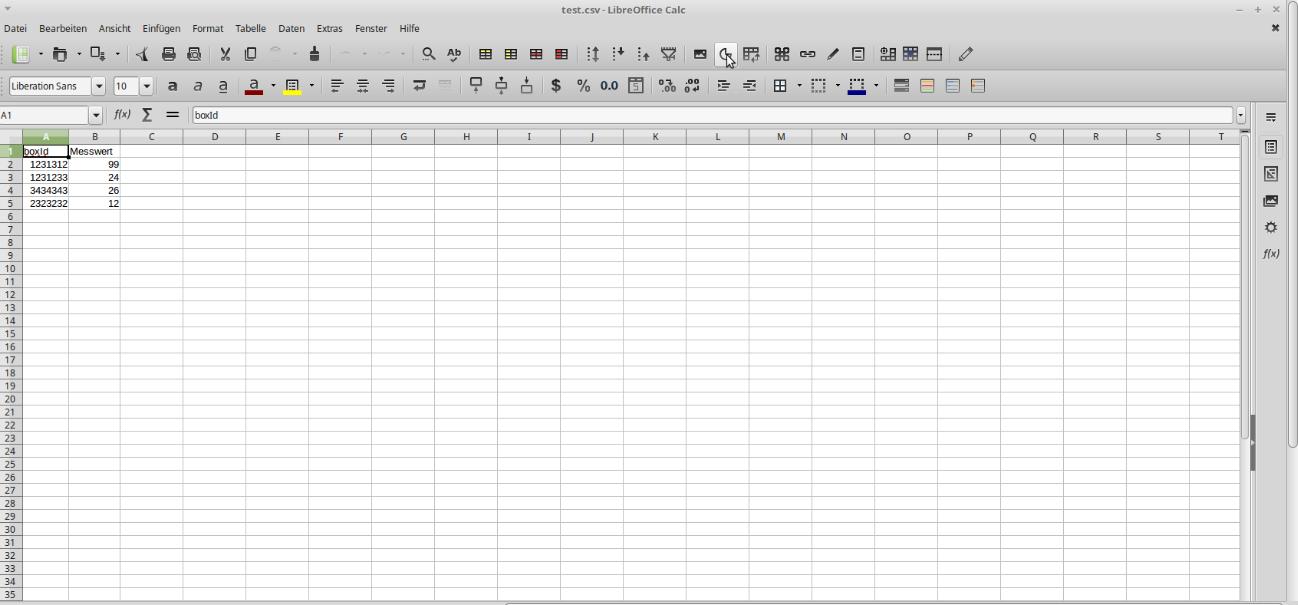 test.csv - LibreOffice Calc
Datei Bearbeiten Ansicht Einfügen Format Tabelle Daten Extras Fenster Hilfe
Liberation Sans 10 a a a a $ % 0.0
A1 f(x) Σ = boxId
A B C D E F G H I J K L M N O P Q R S T
1 boxId Messwert
2 1231312 99
3 1231233 24
4 3434343 26
5 2323232 12
6
7
8
9
10
11
12
13
14
15
16
17
18
19
20
21
22
23
24
25
26
27
28
29
30
31
32
33
34
35
f(x)